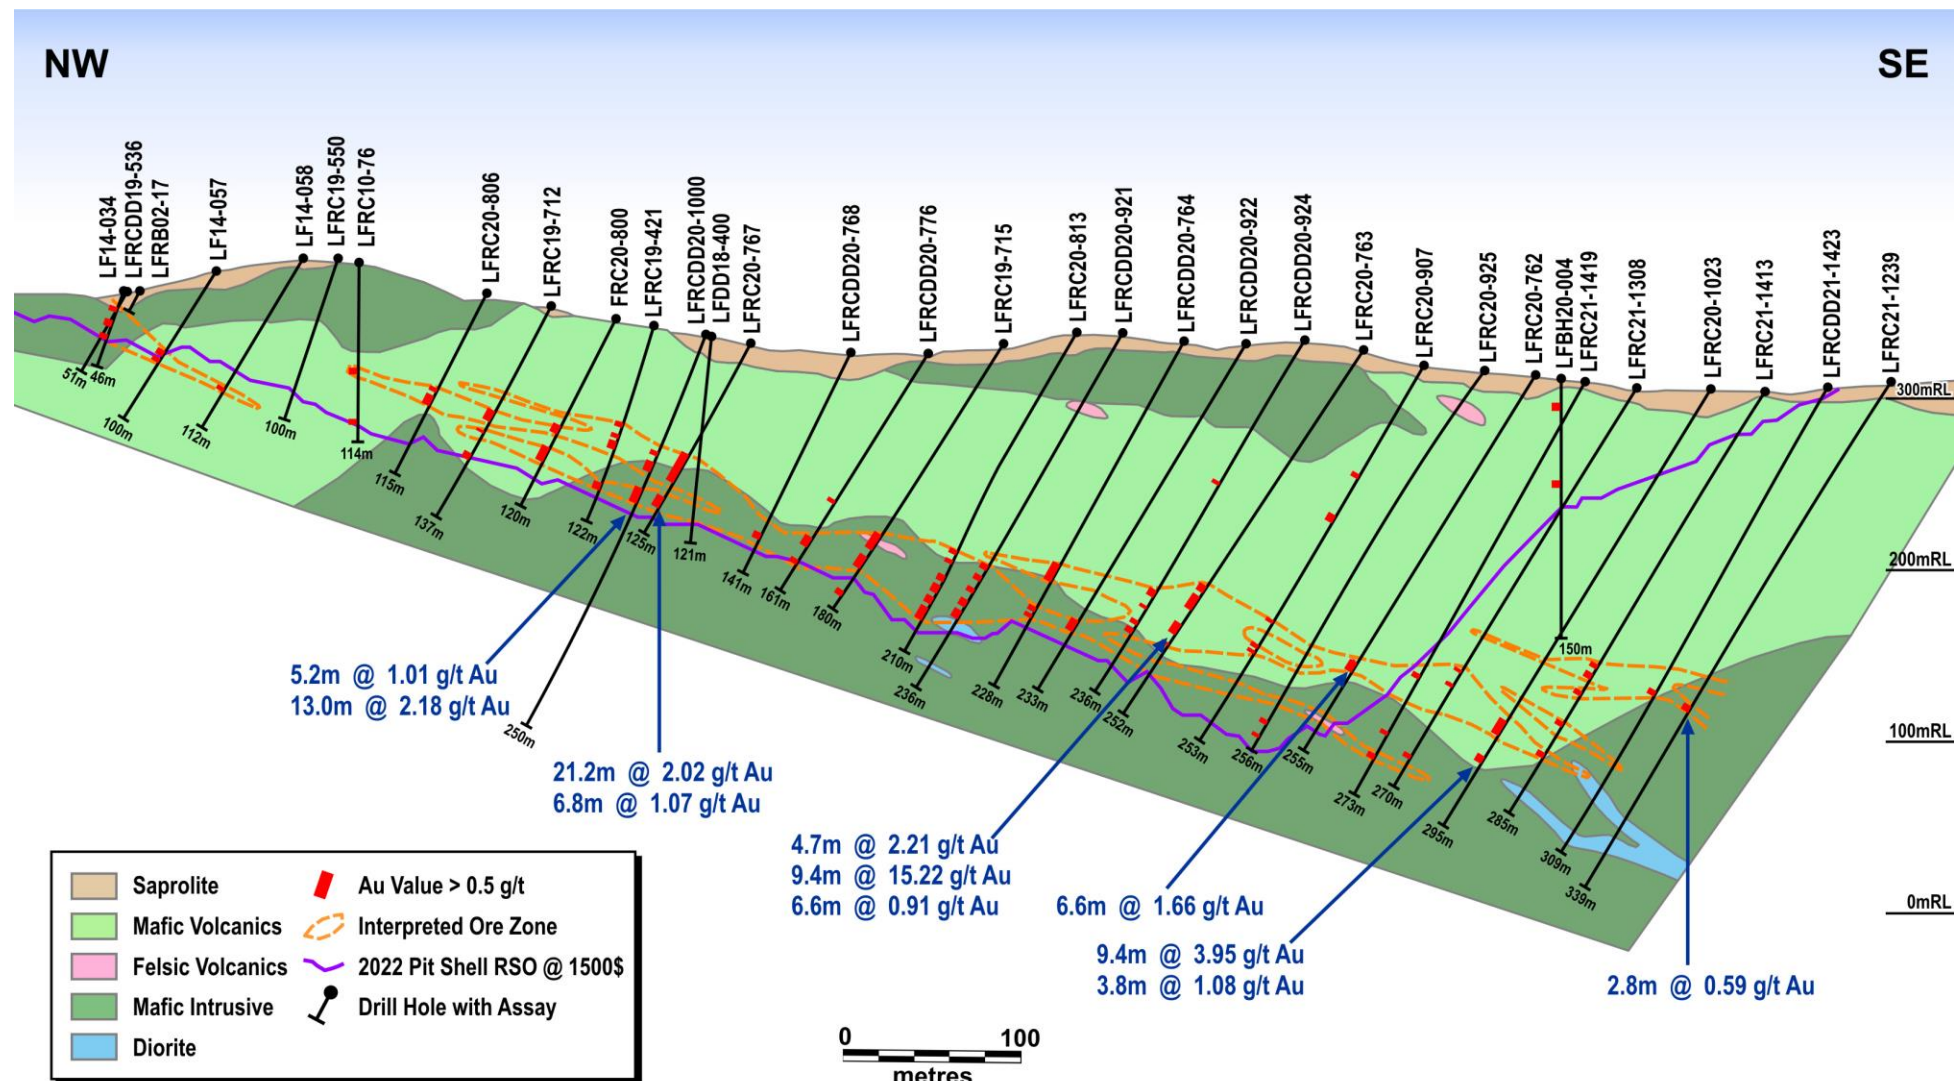 NW
SE
LF14-034
LFRCDD19-536
LFRB02-17
LF14-057
LF14-058
LFRC19-550
LFRC10-76
LFRC20-806
LFRC19-712
FRC20-800
LFRC19-421
LFRCDD20-1000
LFDD18-400
LFRC20-767
LFRCDD20-768
LFRCDD20-776
LFRC19-715
LFRC20-813
LFRCDD20-921
LFRCDD20-764
LFRCDD20-922
LFRCDD20-924
LFRC20-763
LFRC20-907
LFRC20-925
LFRC20-762
LFBH20-004
LFRC21-1419
LFRC21-1308
LFRC20-1023
LFRC21-1413
LFRCDD21-1423
LFRC21-1239
300mRL
200mRL
100mRL
0mRL
51m
46m
100m
112m
100m
114m
115m
137m
120m
122m
125m
250m
121m
141m
161m
180m
210m
236m
228m
233m
236m
252m
253m
256m
255m
273m
270m
295m
150m
285m
309m
339m
5.2m @ 1.01 g/t Au
13.0m @ 2.18 g/t Au
21.2m @ 2.02 g/t Au
6.8m @ 1.07 g/t Au
4.7m @ 2.21 g/t Au
9.4m @ 15.22 g/t Au
6.6m @ 0.91 g/t Au
6.6m @ 1.66 g/t Au
9.4m @ 3.95 g/t Au
3.8m @ 1.08 g/t Au
2.8m @ 0.59 g/t Au
Saprolite
Mafic Volcanics
Felsic Volcanics
Mafic Intrusive
Diorite
Au Value > 0.5 g/t
Interpreted Ore Zone
2022 Pit Shell RSO @ 1500$
Drill Hole with Assay
0 100
metres